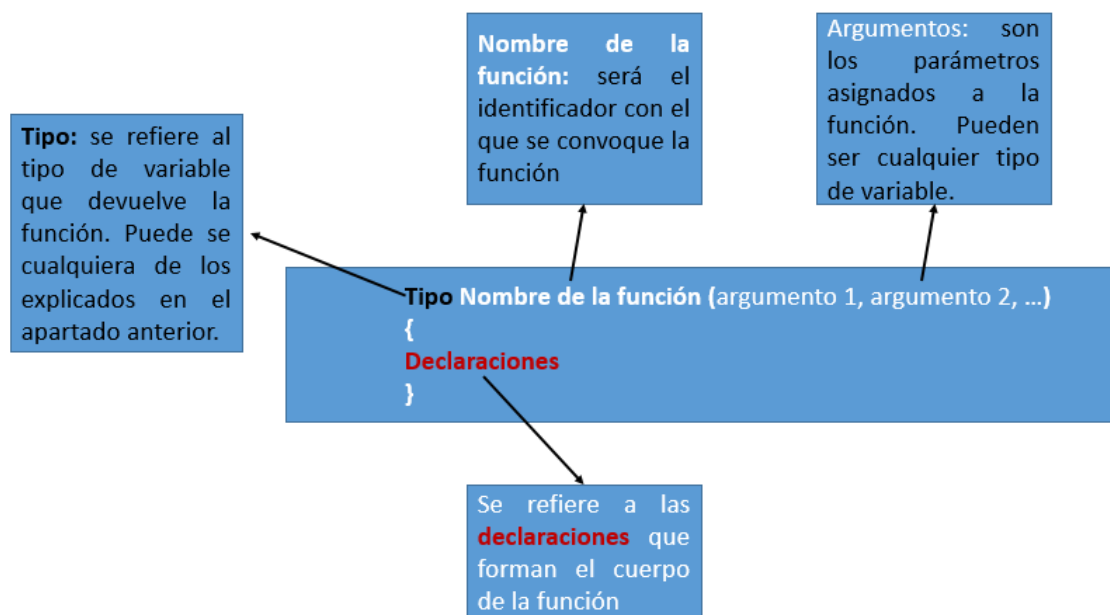 Nombre de la
función: será el
identificador con el
que se convoque la
función
Argumentos: son
los parámetros
asignados a la
función. Pueden
ser cualquier tipo
de variable.
Tipo: se refiere al
tipo de variable
que devuelve la
función. Puede se
cualquiera de los
explicados en el
apartado anterior.
Tipo Nombre de la función (argumento 1, argumento 2, ...)
{
Declaraciones
}
Se refiere a las
declaraciones que
forman el cuerpo
de la función